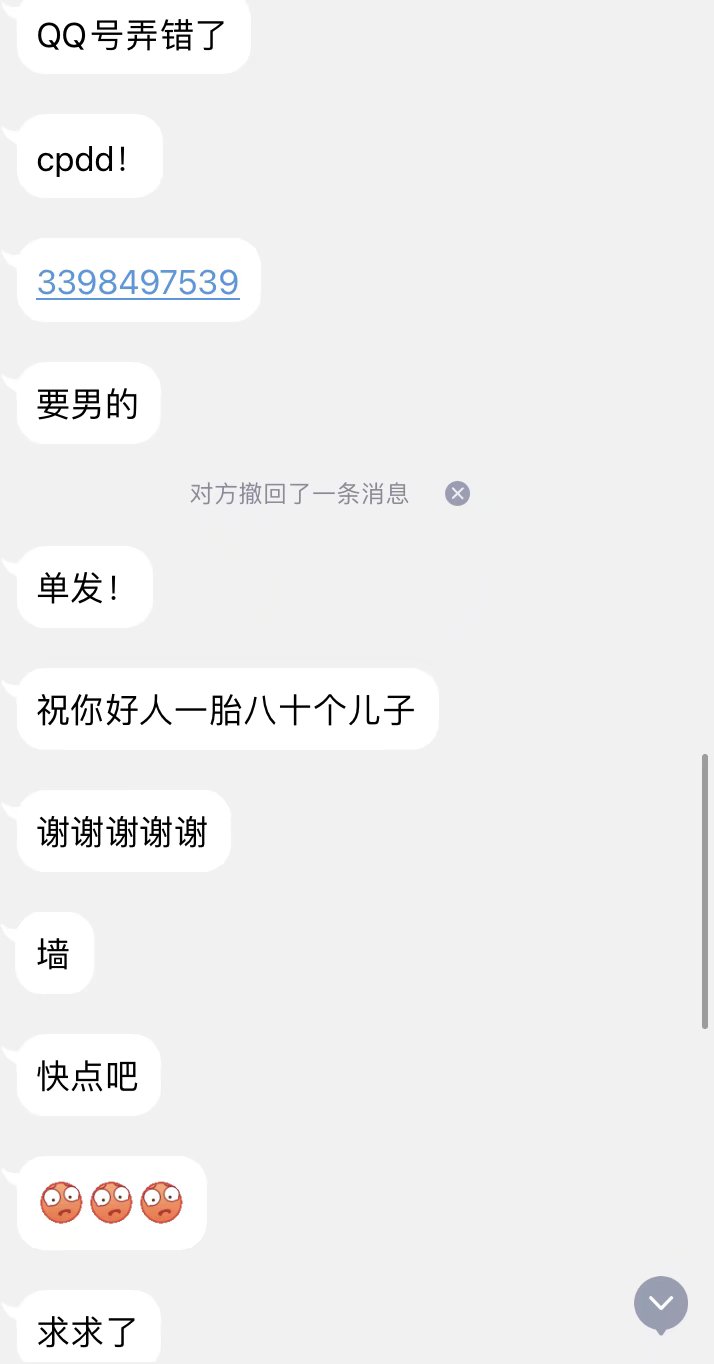 QQ号弄错了
cpdd！
3398497539
要男的
对方撤回了一条消息
单发！
祝你好人一胎八十个儿子
谢谢谢谢谢
墙
快点吧
求求了